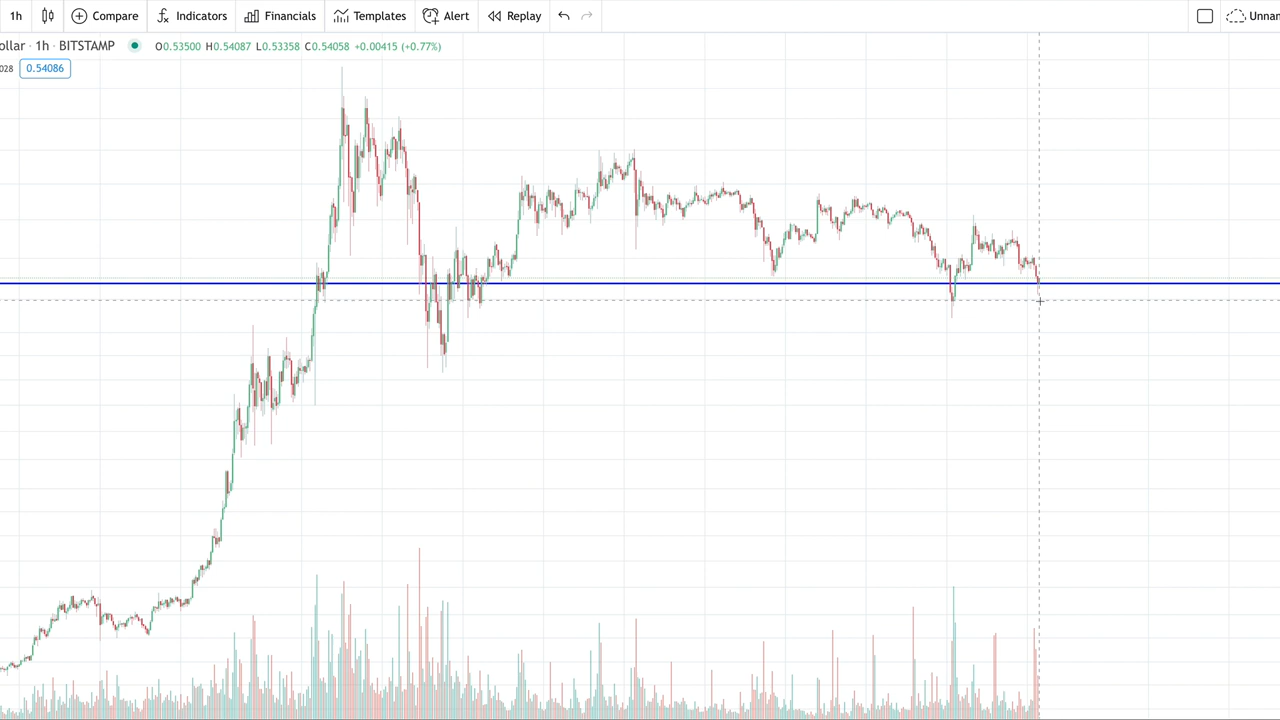 1h Compare Indicators Financials Templates Alert Replay Unnan
ollar · 1h · BITSTAMP O0.53500 H0.54087 L0.53358 C0.54058 +0.00415 (+0.77%)
028 0.54086